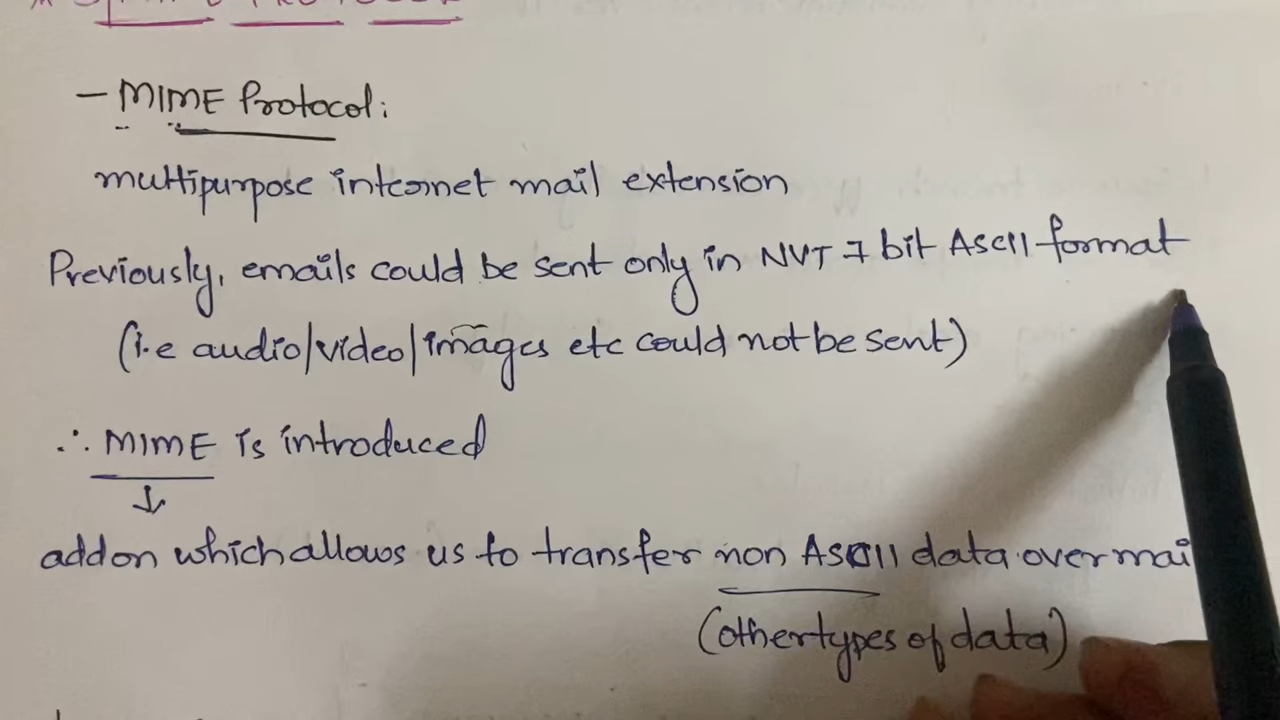 - MIME Protocol:
multipurpose internet mail extension
Previously, emails could be sent only in NVT 7 bit ASCII format
(i.e audio/video/images etc could not be sent)
∴ MIME is introduced
↓
addon which allows us to transfer non ASCII data over mai
(other types of data)